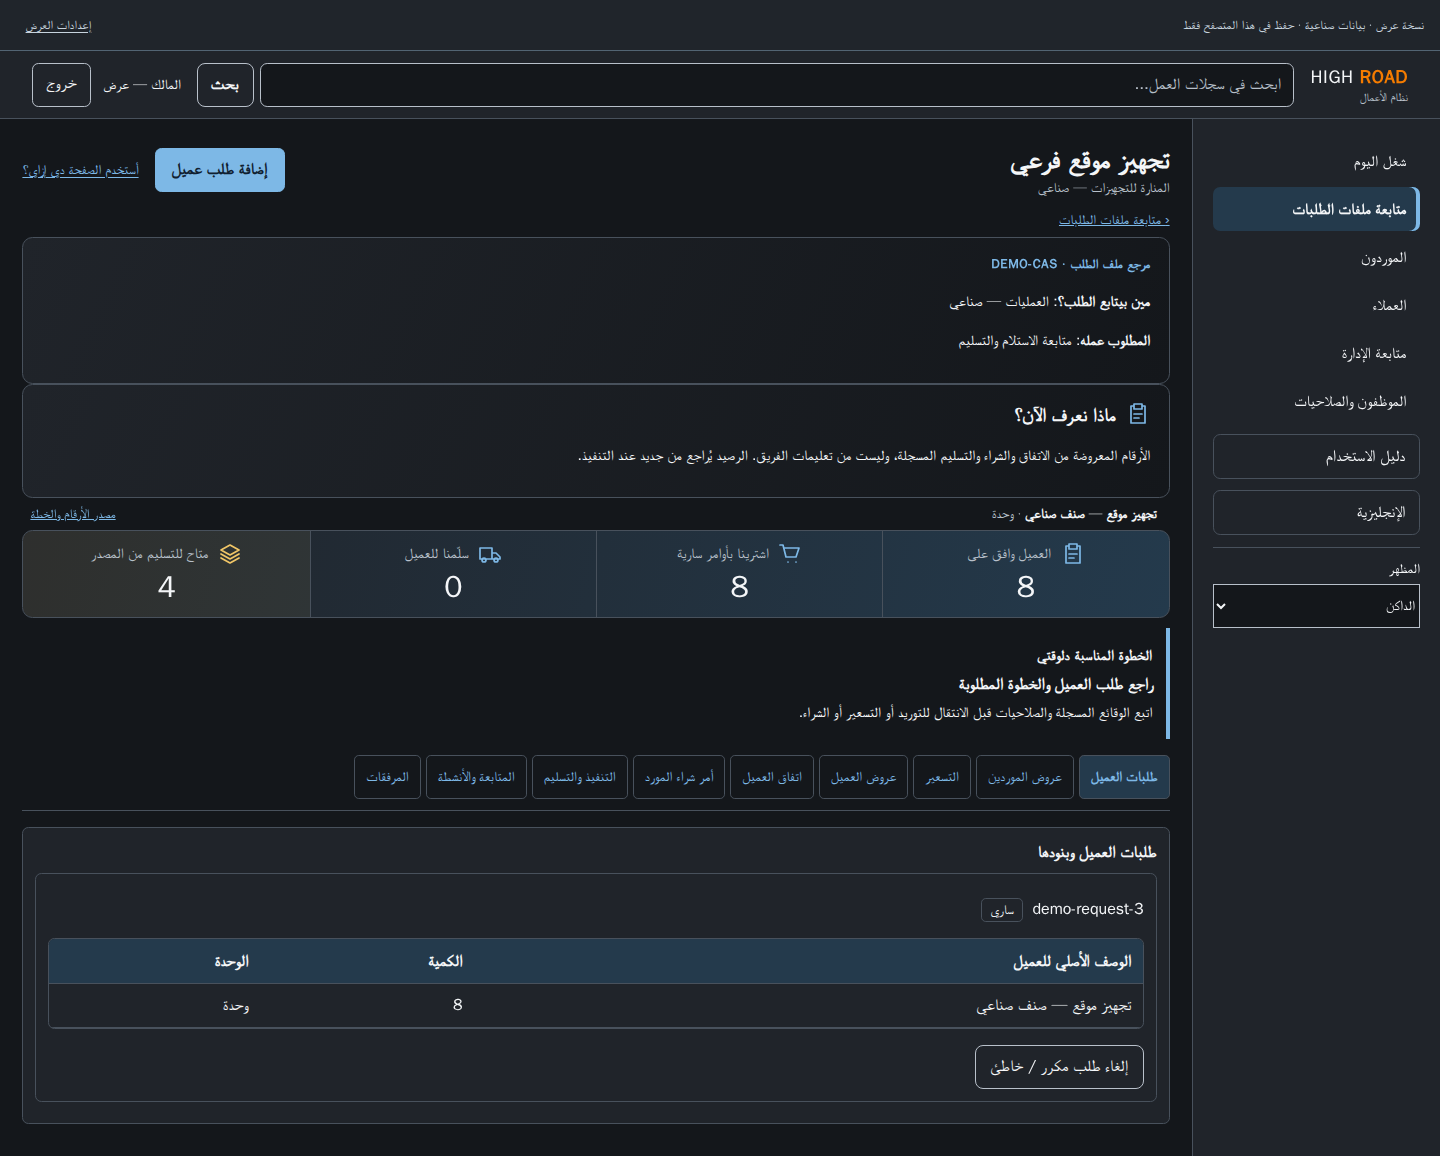 نسخة عرض · بيانات صناعية · حفظ في هذا المتصفح فقط
إعدادات العرض
HIGH ROAD
نظام الأعمال
ابحث في سجلات العمل...
بحث
المالك — عرض
خروج
شغل اليوم
متابعة ملفات الطلبات
الموردون
العملاء
متابعة الإدارة
الموظفون والصلاحيات
دليل الاستخدام
الإنجليزية
المظهر
الداكن
تجهيز موقع فرعي
المنارة للتجهيزات — صناعي
إضافة طلب عميل
أستخدم الصفحة دي إزاي؟
‹ متابعة ملفات الطلبات
مرجع ملف الطلب · DEMO-CAS
مين بيتابع الطلب؟: العمليات — صناعي
المطلوب عمله: متابعة الاستلام والتسليم
ماذا نعرف الآن؟
الأرقام المعروضة من الاتفاق والشراء والتسليم المسجلة، وليست من تعليمات الفريق. الرصيد يُراجع من جديد عند التنفيذ.
تجهيز موقع — صنف صناعي · وحدة
مصدر الأرقام والخطة
العميل وافق على
8
اشترينا بأوامر سارية
8
سلّمنا للعميل
0
متاح للتسليم من المصدر
4
الخطوة المناسبة دلوقتي
راجع طلب العميل والخطوة المطلوبة
اتبع الوقائع المسجلة والصلاحيات قبل الانتقال للتوريد أو التسعير أو الشراء.
طلبات العميل
عروض الموردين
التسعير
عروض العميل
اتفاق العميل
أمر شراء المورد
التنفيذ والتسليم
المتابعة والأنشطة
المرفقات
طلبات العميل وبنودها
demo-request-3
ساري
الوصف الأصلي للعميل
الكمية
الوحدة
تجهيز موقع — صنف صناعي
8
وحدة
إلغاء طلب مكرر / خاطئ